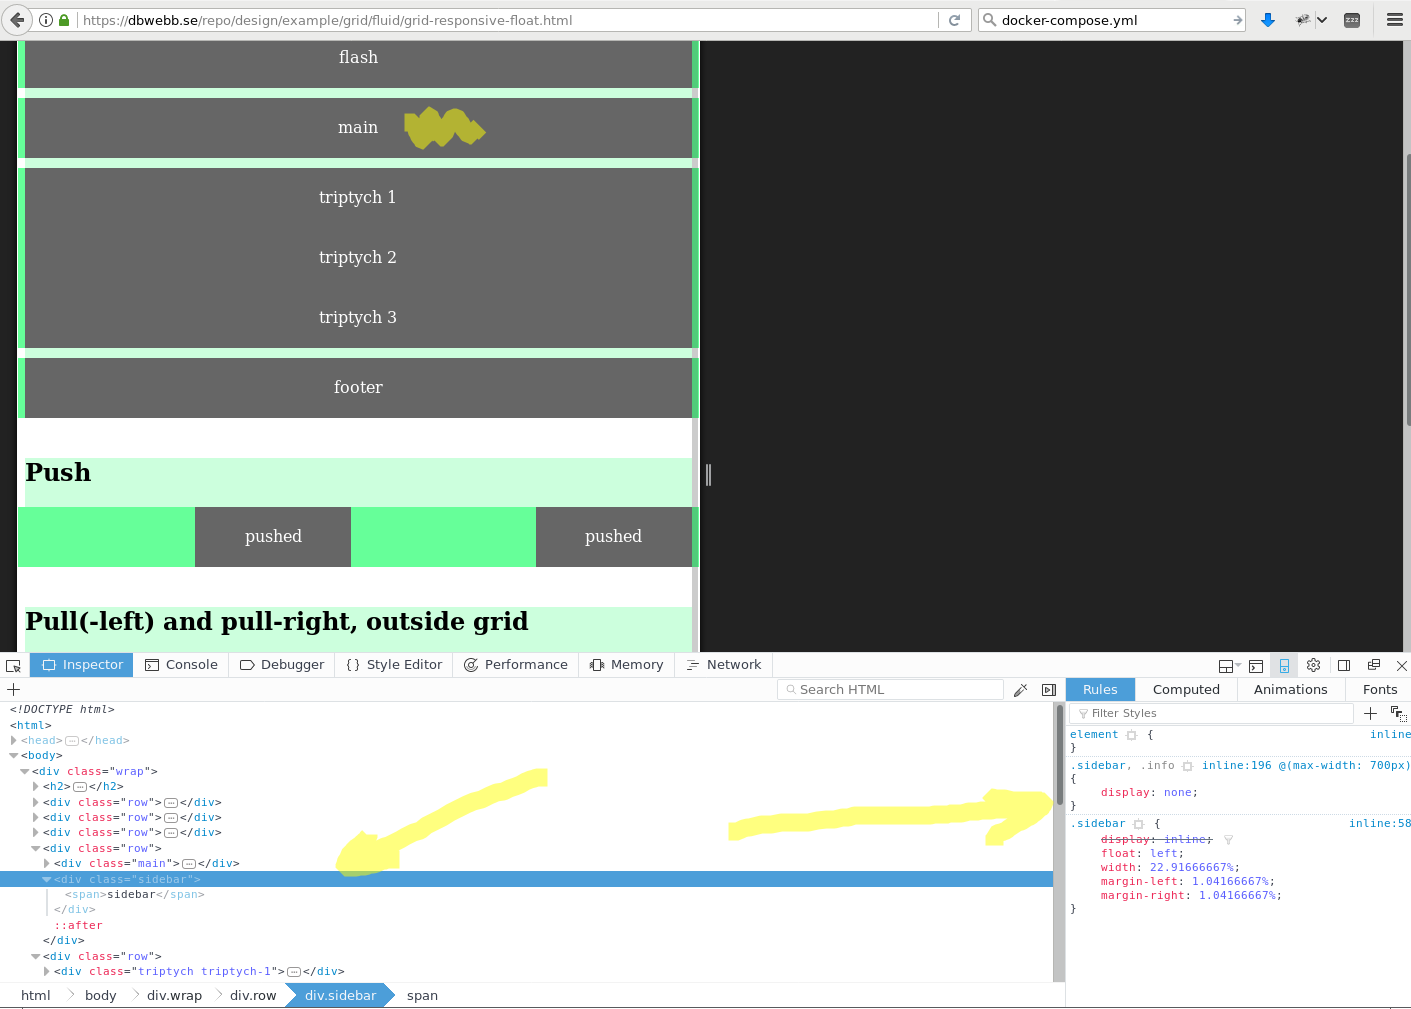 https://dbwebb.se/repo/design/example/grid/fluid/grid-responsive-float.html
docker-compose.yml
zzz
flash
main
triptych 1
triptych 2
triptych 3
footer
Push
pushed pushed
Pull(-left) and pull-right, outside grid
Inspector Console Debugger {} Style Editor Performance Memory Network
+ Search HTML
Rules Computed Animations Fonts
Filter Styles +
<!DOCTYPE html>
<html>
<head>…</head>
<body>
<div class="wrap">
<h2>…</h2>
<div class="row">…</div>
<div class="row">…</div>
<div class="row">…</div>
<div class="row">
<div class="main">…</div>
<div class="sidebar">
<span>sidebar</span>
</div>
::after
</div>
<div class="row">
<div class="triptych triptych-1">…</div>
element { inline
}
.sidebar, .info inline:196 @(max-width: 700px)
{
display: none;
}
.sidebar { inline:58
display: inline;
float: left;
width: 22.91666667%;
margin-left: 1.04166667%;
margin-right: 1.04166667%;
}
html body div.wrap div.row div.sidebar span